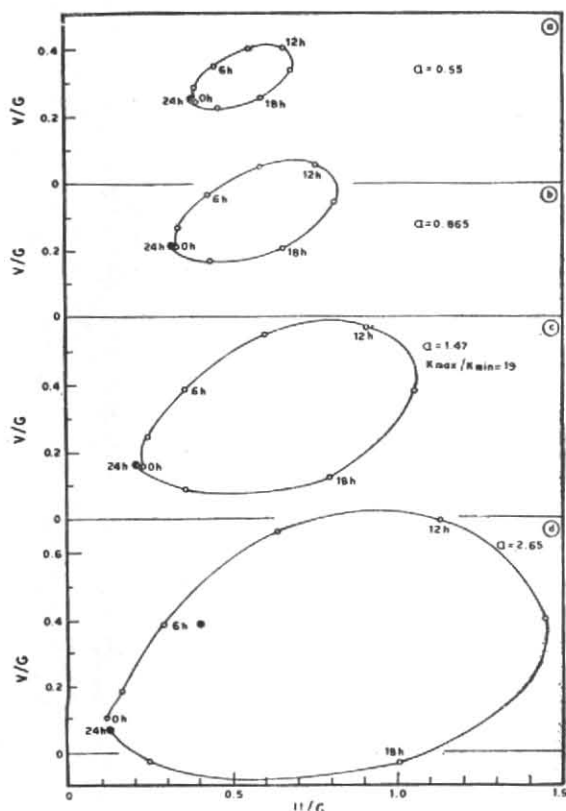 a
12h
0.4
6h
a = 0.55
V/G
24h 0h
0.2
18h
0
12h
b
6h
a=0.865
V/G
24h 0h
0.2
18h
0
12h
c
a=1.47
Kmax/Kmin=19
0.4
6h
V/G
0.2
24h 0h
18h
0
12h
d
a=2.65
0.6
V/G
0.4
6h
0.2
0h
24h
0
18h
0
0.5
1.0
1.5
U/G